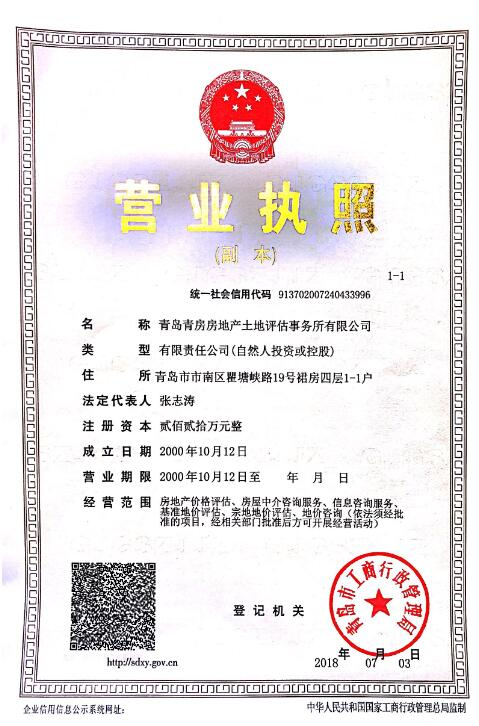 营业执照
(副本)
1-1
统一社会信用代码 913702007240433996
名称 青岛青房房地产土地评估事务所有限公司
类型 有限责任公司(自然人投资或控股)
住所 青岛市市南区瞿塘峡路19号裙房四层1-1户
法定代表人 张志涛
注册资本 贰佰贰拾万元整
成立日期 2000年10月12日
营业期限 2000年10月12日至 年 月 日
经营范围 房地产价格评估、房屋中介咨询服务、信息咨询服务、
基准地价评估、宗地地价评估、地价咨询（依法须经批
准的项目，经相关部门批准后方可开展经营活动）
登记机关
青岛市工商行政管理局
2018年07月03日
http://sdxy.gov.cn
企业信用信息公示系统网址：
中华人民共和国国家工商行政管理总局监制